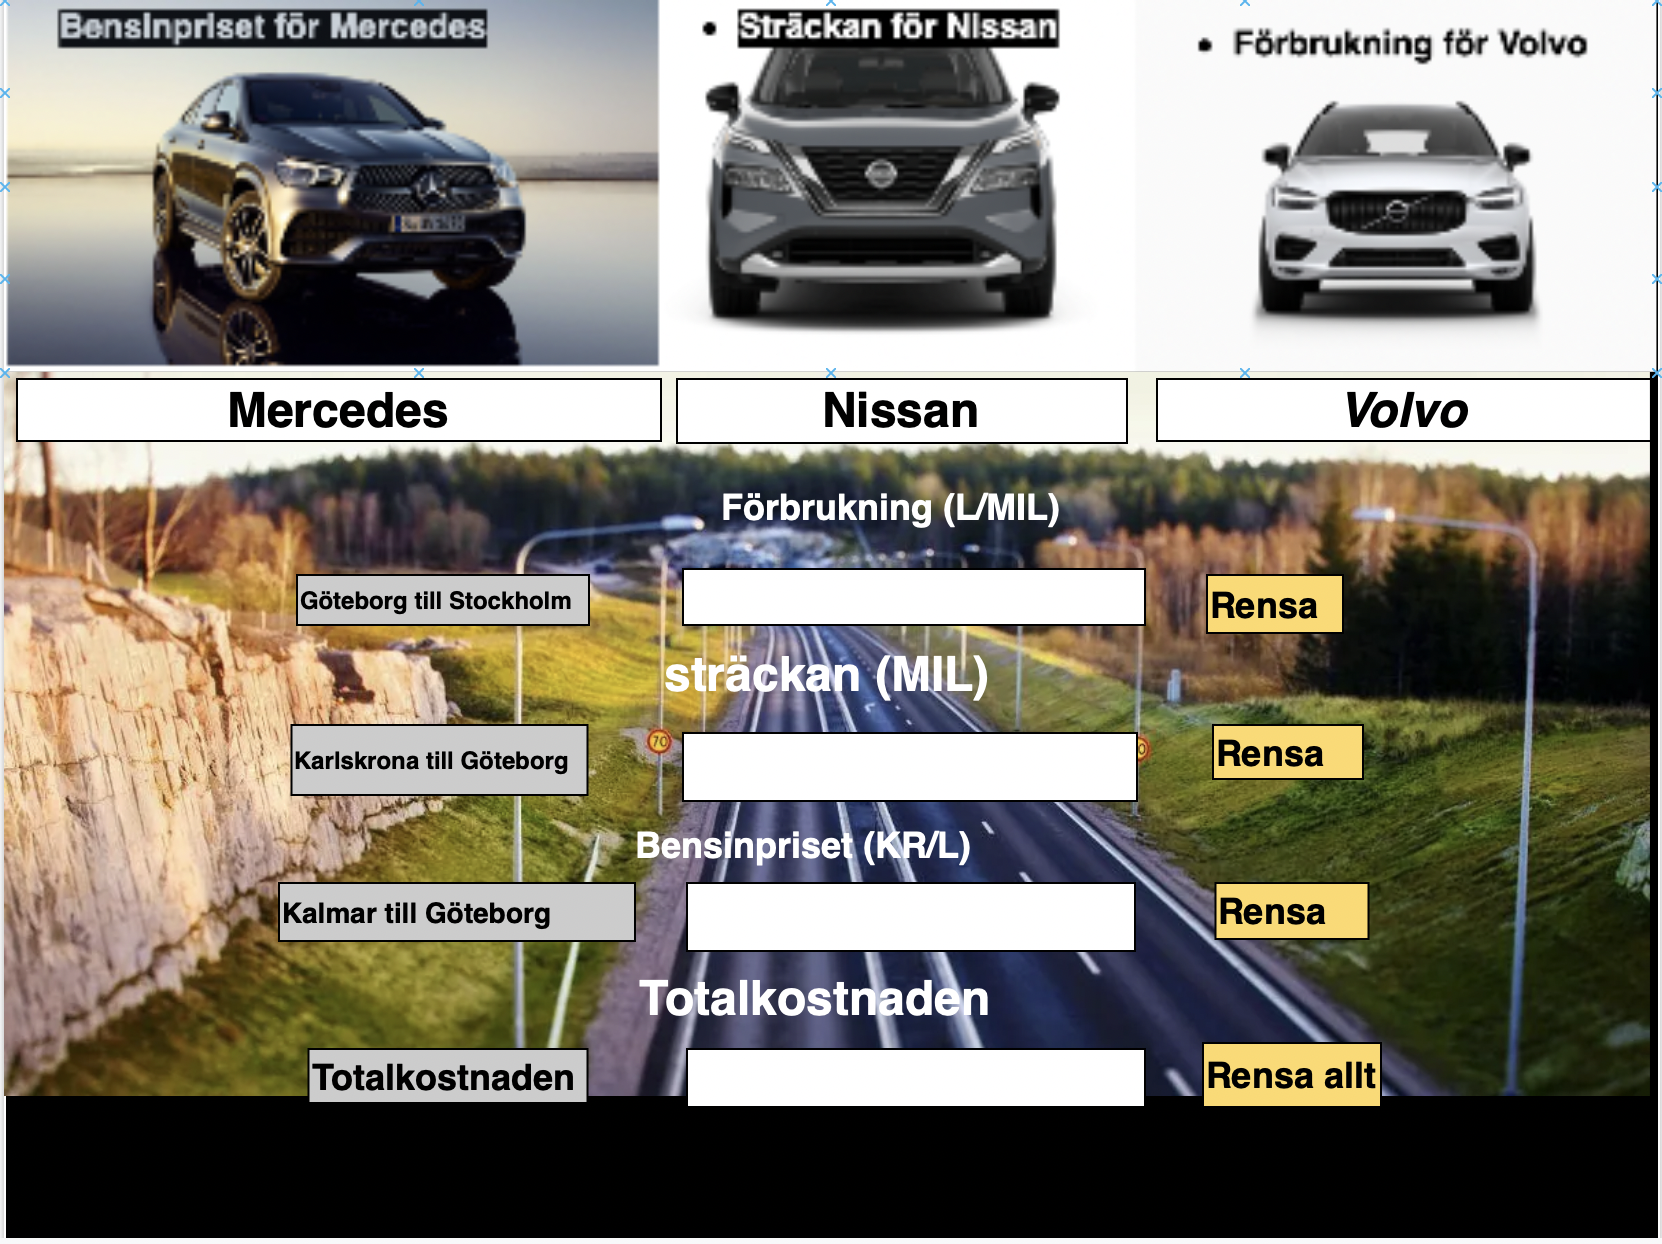 Bensinpriset för Mercedes
• Sträckan för Nissan
• Förbrukning för Volvo
Mercedes
Nissan
Volvo
Förbrukning (L/MIL)
Göteborg till Stockholm
Rensa
sträckan (MIL)
70
Karlskrona till Göteborg
Rensa
Bensinpriset (KR/L)
Kalmar till Göteborg
Rensa
Totalkostnaden
Totalkostnaden
Rensa allt